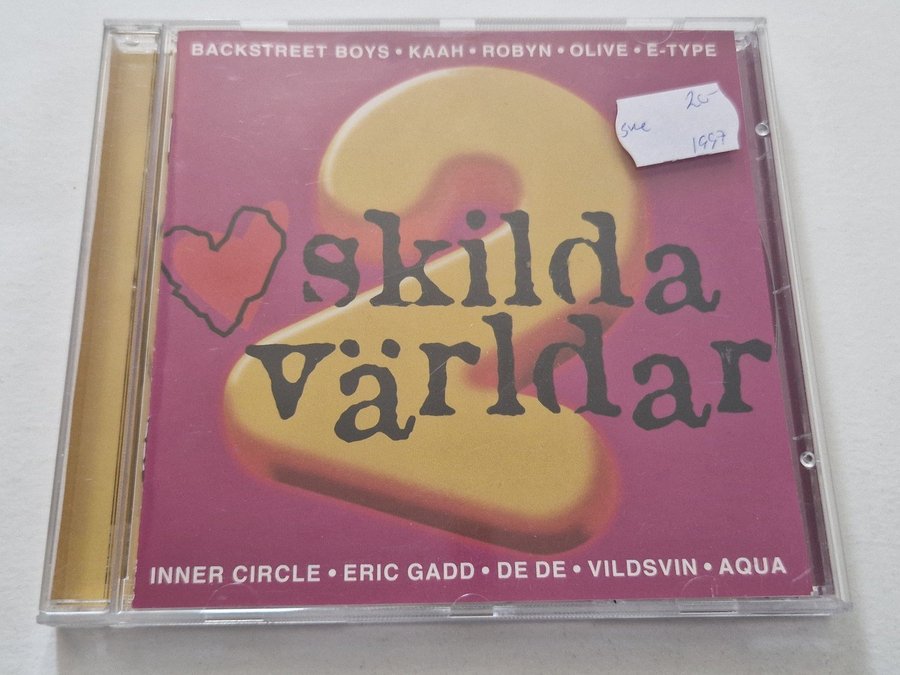 BACKSTREET BOYS • KAAH • ROBYN • OLIVE • E-TYPE
20-
sve
1997
2
skilda
världar
INNER CIRCLE • ERIC GADD • DE DE • VILDSVIN • AQUA